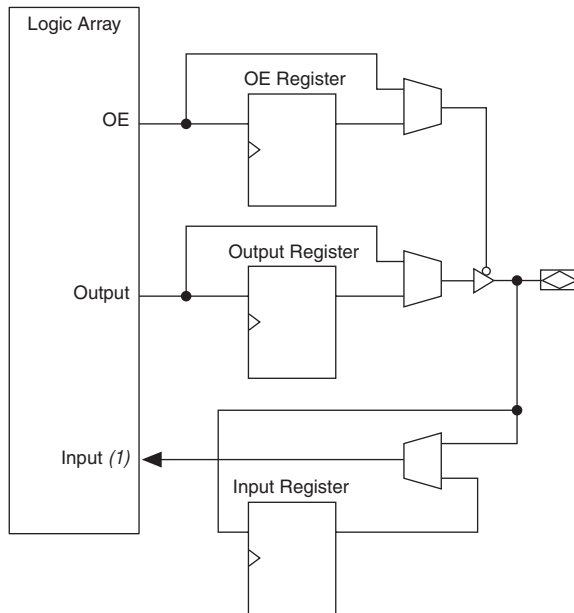 Logic Array
OE Register
OE
Output Register
Output
Input (1)
Input Register